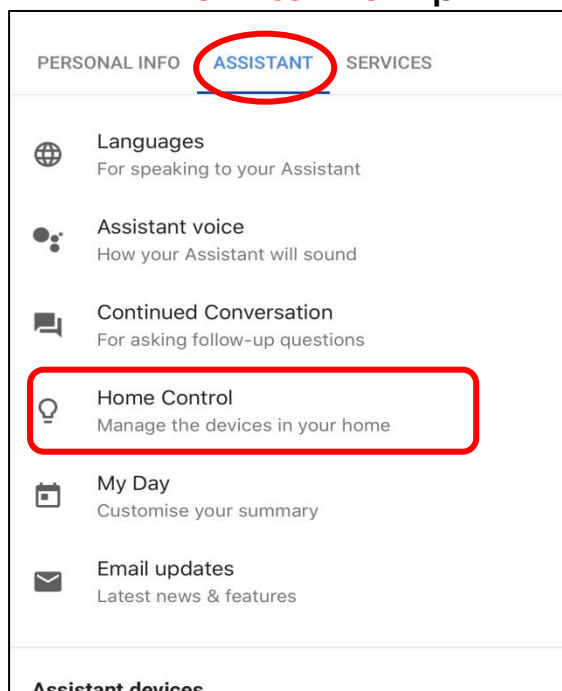 PERSONAL INFO ASSISTANT SERVICES
Languages
For speaking to your Assistant
Assistant voice
How your Assistant will sound
Continued Conversation
For asking follow-up questions
Home Control
Manage the devices in your home
My Day
Customise your summary
Email updates
Latest news & features
Assistant devices